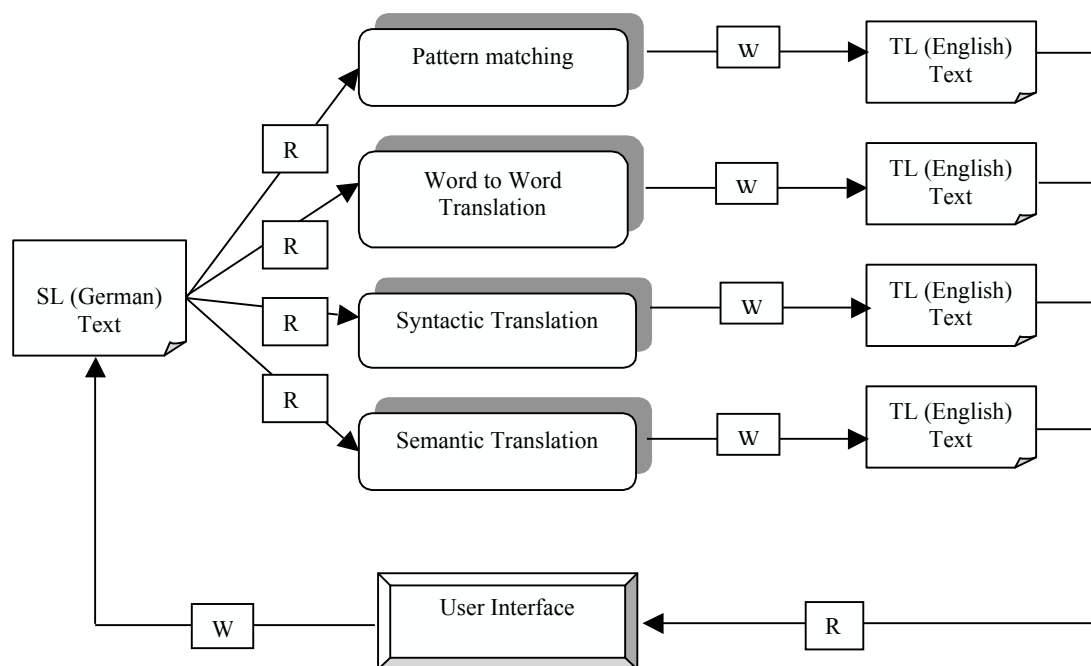 Pattern matching
W
TL (English)
Text
R
Word to Word
Translation
W
TL (English)
Text
R
SL (German)
Text
R
Syntactic Translation
W
TL (English)
Text
R
Semantic Translation
W
TL (English)
Text
W
User Interface
R